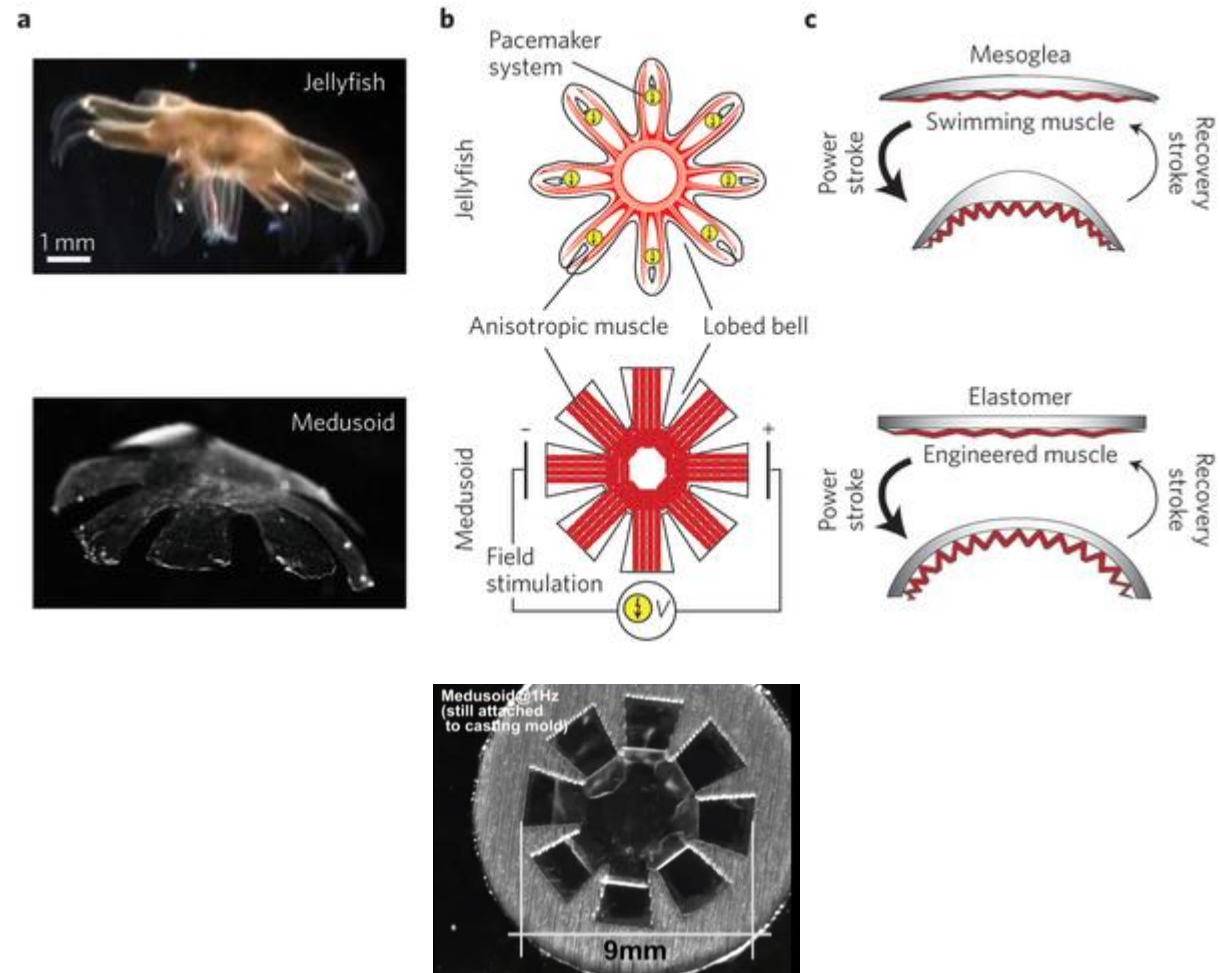 a
Jellyfish
1 mm
Medusoid
b
Pacemaker
system
Jellyfish
Anisotropic muscle
Lobed bell
Medusoid
–
+
Field
stimulation
V
c
Mesoglea
Swimming muscle
Power
stroke
Recovery
stroke
Elastomer
Engineered muscle
Power
stroke
Recovery
stroke
Medusoid@1Hz
(still attached
to casting mold)
9mm